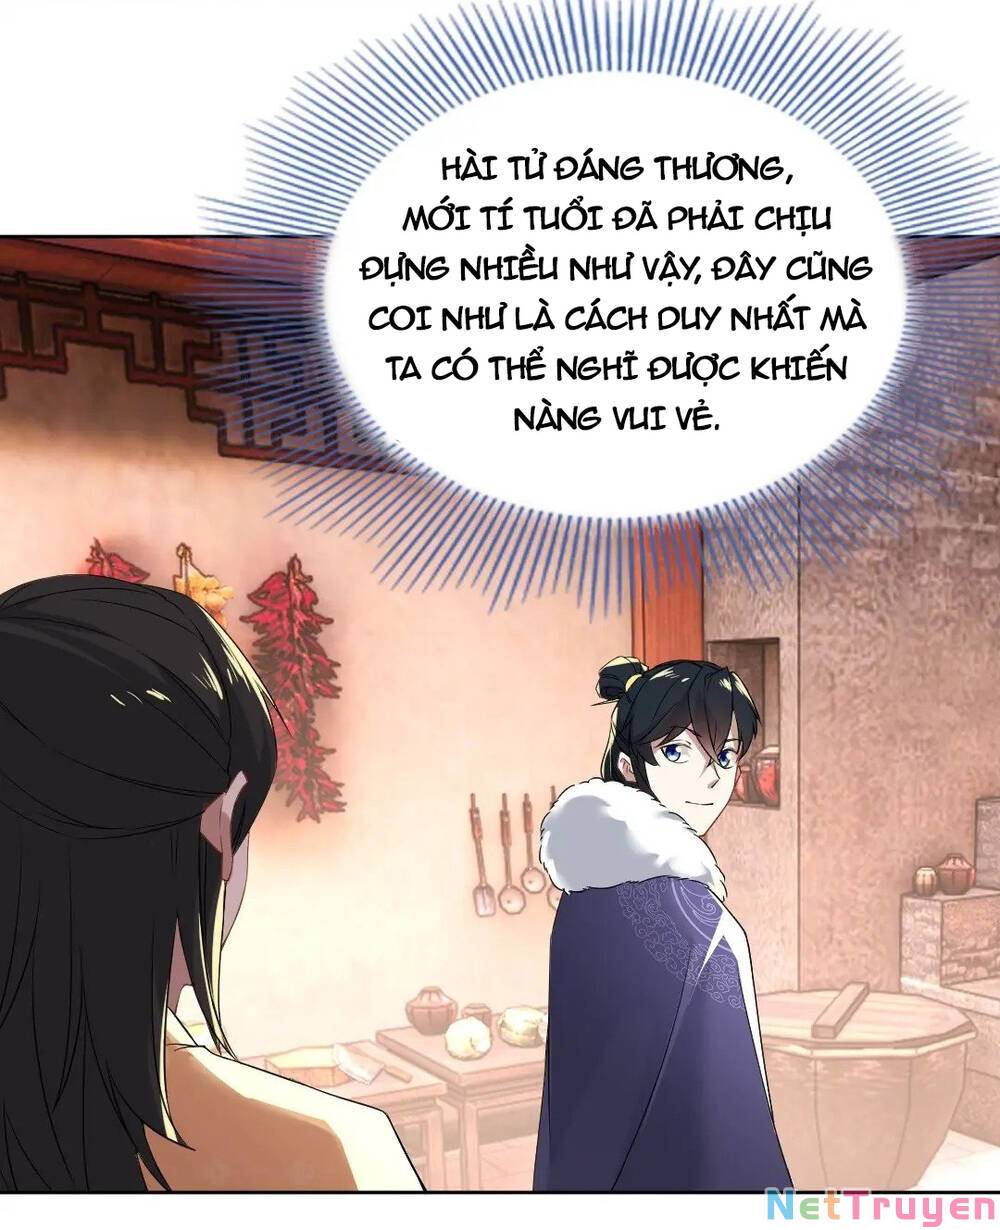 HÀI TỬ ĐÁNG THƯƠNG,
MỚI TÍ TUỔI ĐÃ PHẢI CHỊU
ĐỰNG NHIỀU NHƯ VẬY, ĐÂY CŨNG
COI NHƯ LÀ CÁCH DUY NHẤT MÀ
TA CÓ THỂ NGHĨ ĐƯỢC KHIẾN
NÀNG VUI VẺ.
NetTruyen